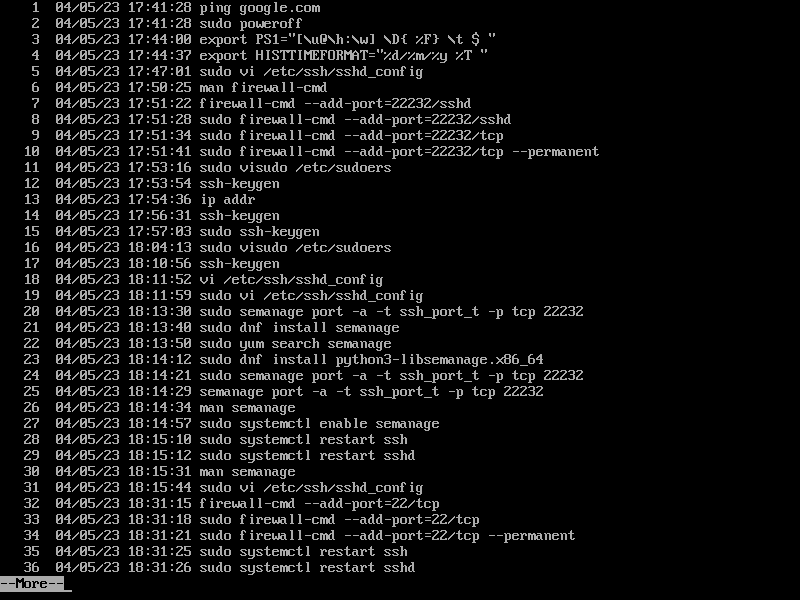 1 04/05/23 17:41:28 ping google.com
2 04/05/23 17:41:28 sudo poweroff
3 04/05/23 17:44:00 export PS1="[\u@\h:\w] \D{ %F} \t $ "
4 04/05/23 17:44:37 export HISTTIMEFORMAT="%d/%m/%y %T "
5 04/05/23 17:47:01 sudo vi /etc/ssh/sshd_config
6 04/05/23 17:50:25 man firewall-cmd
7 04/05/23 17:51:22 firewall-cmd --add-port=22232/sshd
8 04/05/23 17:51:28 sudo firewall-cmd --add-port=22232/sshd
9 04/05/23 17:51:34 sudo firewall-cmd --add-port=22232/tcp
10 04/05/23 17:51:41 sudo firewall-cmd --add-port=22232/tcp --permanent
11 04/05/23 17:53:16 sudo visudo /etc/sudoers
12 04/05/23 17:53:54 ssh-keygen
13 04/05/23 17:54:36 ip addr
14 04/05/23 17:56:31 ssh-keygen
15 04/05/23 17:57:03 sudo ssh-keygen
16 04/05/23 18:04:13 sudo visudo /etc/sudoers
17 04/05/23 18:10:56 ssh-keygen
18 04/05/23 18:11:52 vi /etc/ssh/sshd_config
19 04/05/23 18:11:59 sudo vi /etc/ssh/sshd_config
20 04/05/23 18:13:30 sudo semanage port -a -t ssh_port_t -p tcp 22232
21 04/05/23 18:13:40 sudo dnf install semanage
22 04/05/23 18:13:50 sudo yum search semanage
23 04/05/23 18:14:12 sudo dnf install python3-libsemanage.x86_64
24 04/05/23 18:14:21 sudo semanage port -a -t ssh_port_t -p tcp 22232
25 04/05/23 18:14:29 semanage port -a -t ssh_port_t -p tcp 22232
26 04/05/23 18:14:34 man semanage
27 04/05/23 18:14:57 sudo systemctl enable semanage
28 04/05/23 18:15:10 sudo systemctl restart ssh
29 04/05/23 18:15:12 sudo systemctl restart sshd
30 04/05/23 18:15:31 man semanage
31 04/05/23 18:15:44 sudo vi /etc/ssh/sshd_config
32 04/05/23 18:31:15 firewall-cmd --add-port=22/tcp
33 04/05/23 18:31:18 sudo firewall-cmd --add-port=22/tcp
34 04/05/23 18:31:21 sudo firewall-cmd --add-port=22/tcp --permanent
35 04/05/23 18:31:25 sudo systemctl restart ssh
36 04/05/23 18:31:26 sudo systemctl restart sshd
--More--